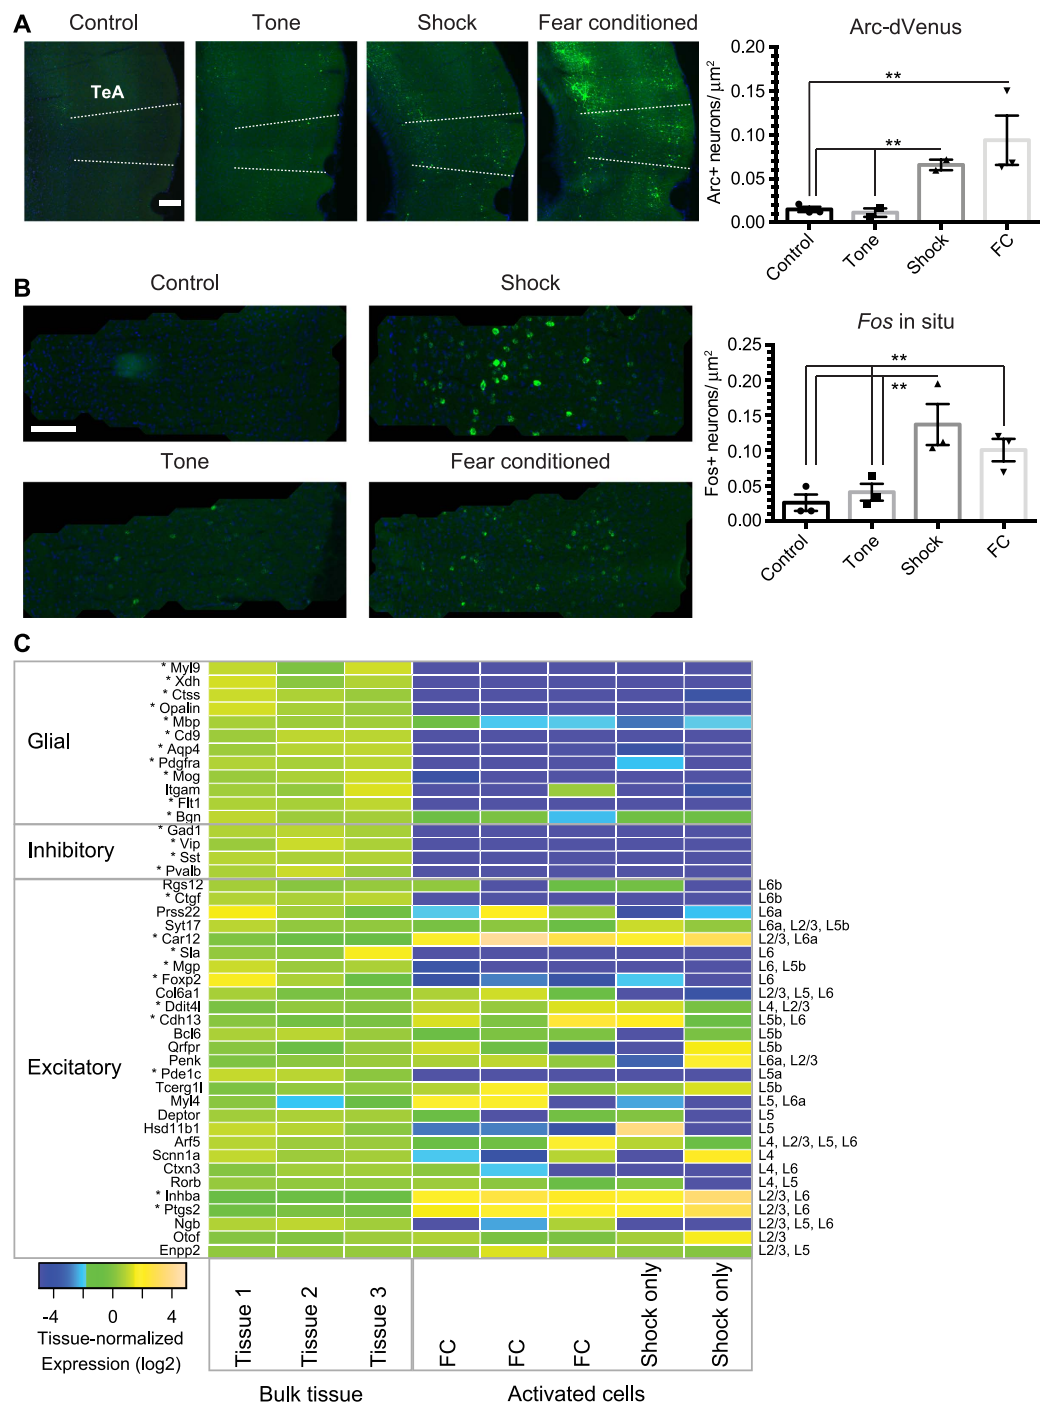 A
Control
Tone
Shock
Fear conditioned
TeA
Arc-dVenus
Arc+ neurons/ μm²
0.20
0.15
0.10
0.05
0.00
**
**
Control
Tone
Shock
FC
B
Control
Shock
Tone
Fear conditioned
Fos in situ
Fos+ neurons/ μm²
0.25
0.20
0.15
0.10
0.05
0.00
**
**
Control
Tone
Shock
FC
C
Glial
* Myl9
* Xdh
* Ctss
* Opalin
* Mbp
* Cd9
* Aqp4
* Pdgfra
* Mog
Itgam
* Flt1
* Bgn
Inhibitory
* Gad1
* Vip
* Sst
* Pvalb
Excitatory
Rgs12 L6b
* Ctgf L6b
Prss22 L6a
Syt17 L6a, L2/3, L5b
* Car12 L2/3, L6a
* Sla L6
* Mgp L6, L5b
* Foxp2 L6
Col6a1 L2/3, L5, L6
* Ddit4l L4, L2/3
* Cdh13 L5b, L6
Bcl6 L5b
Qrfpr L5b
Penk L6a, L2/3
* Pde1c L5a
Tcerg1l L5b
Myl4 L5, L6a
Deptor L5
Hsd11b1 L5
Arf5 L4, L2/3, L5, L6
Scnn1a L4
Ctxn3 L4, L6
Rorb L4, L5
* Inhba L2/3, L6
* Ptgs2 L2/3, L6
Ngb L2/3, L5, L6
Otof L2/3
Enpp2 L2/3, L5
-4 0 4
Tissue-normalized
Expression (log2)
Tissue 1
Tissue 2
Tissue 3
FC
FC
FC
Shock only
Shock only
Bulk tissue
Activated cells